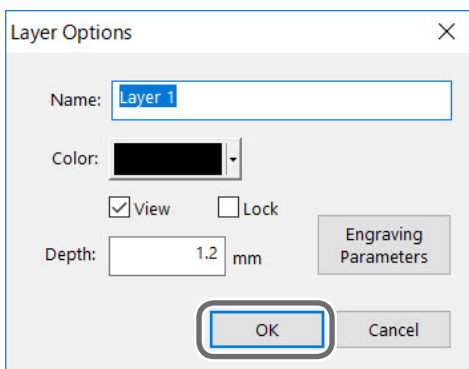 Layer Options
Name: Layer 1
Color:
View Lock
Depth: 1.2 mm
Engraving
Parameters
OK Cancel